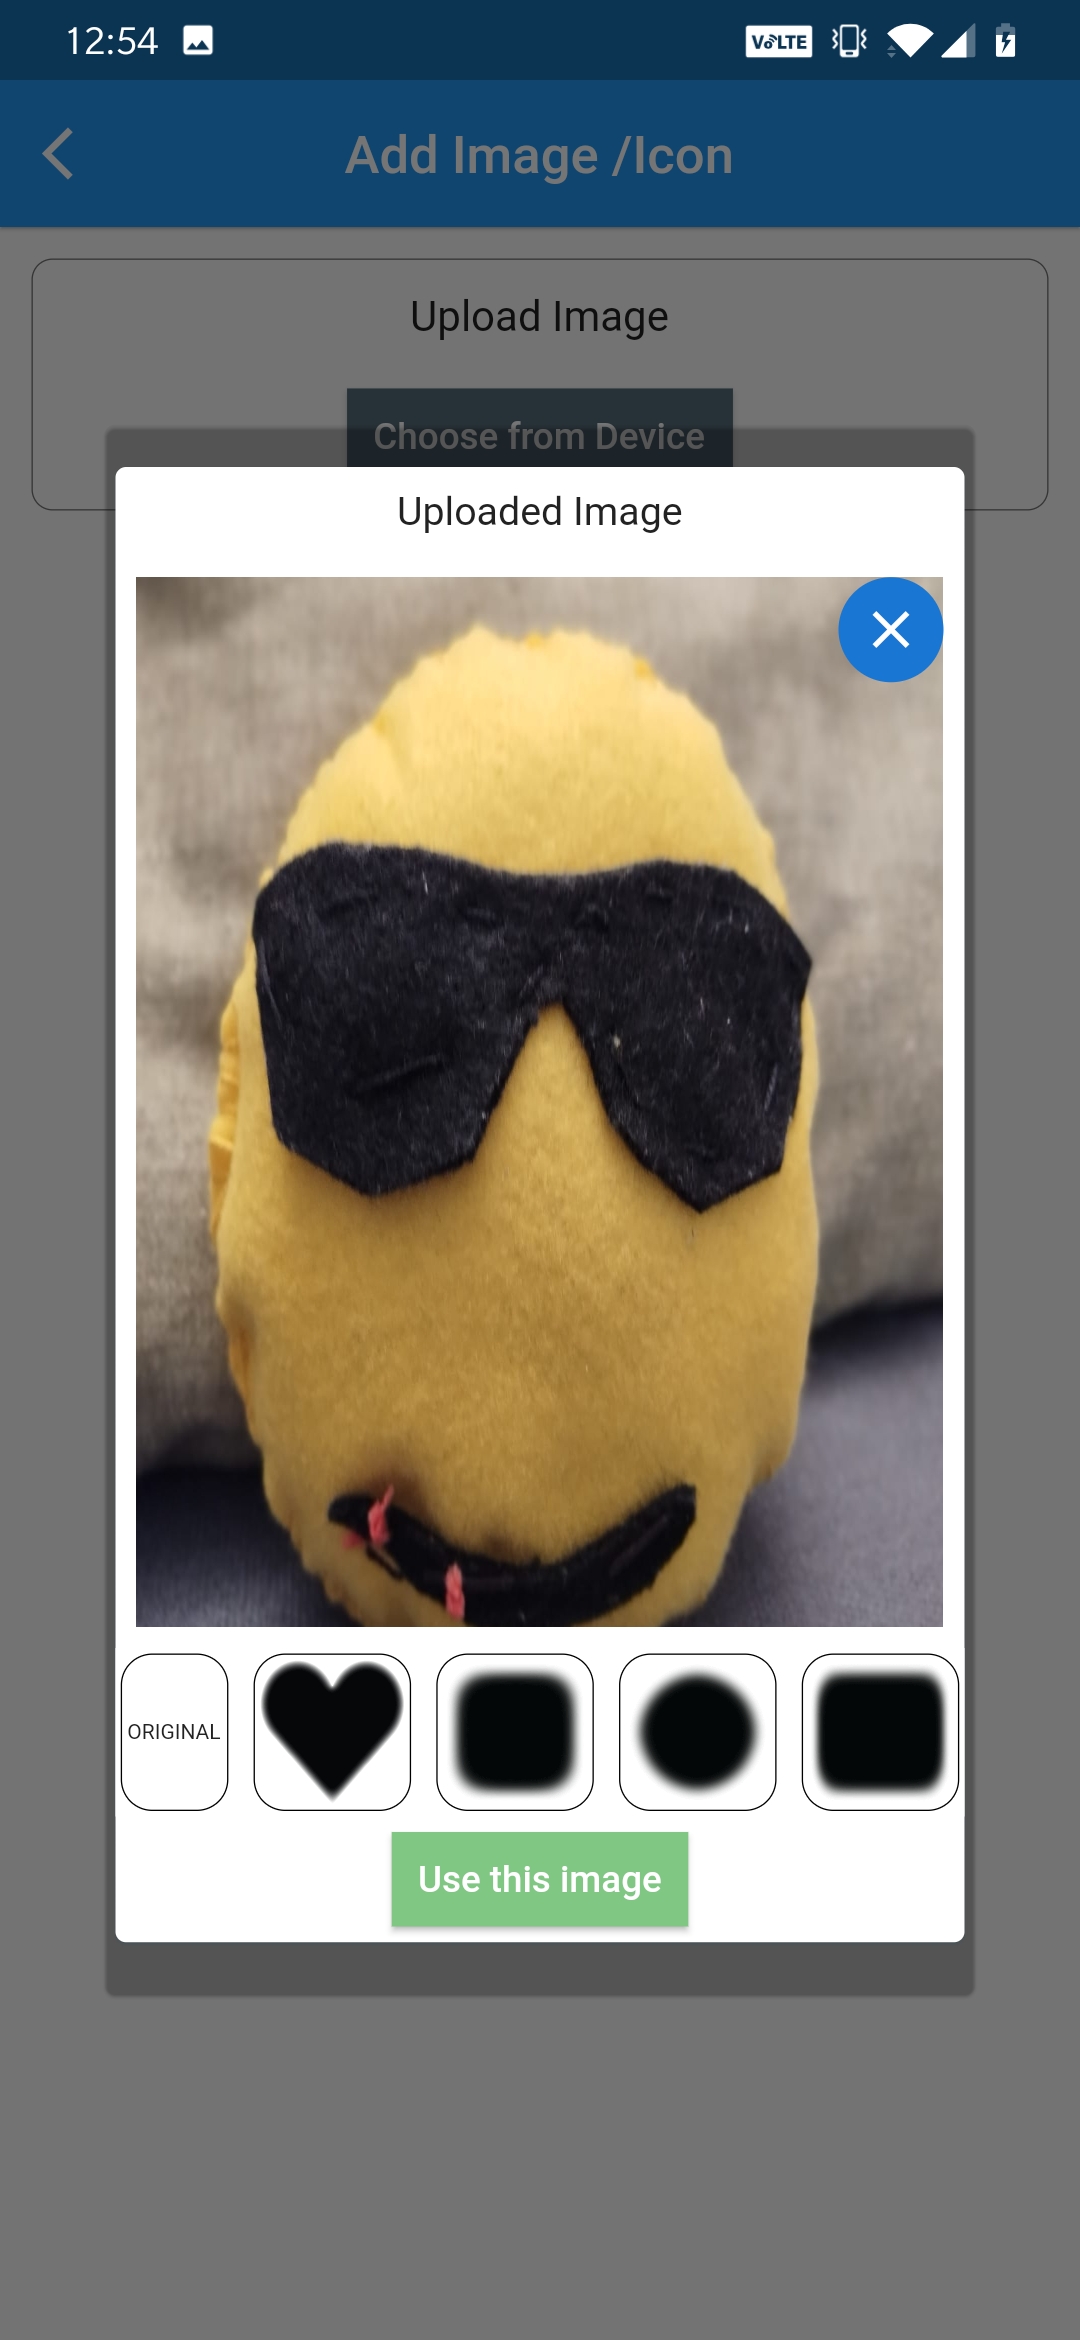 12:54 VoLTE
Add Image /Icon
Upload Image
Choose from Device
Uploaded Image
ORIGINAL
Use this image